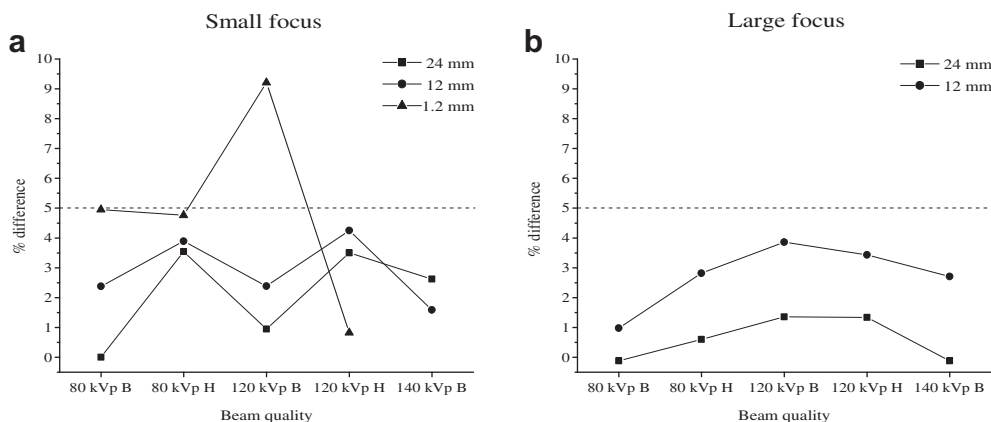 a
Small focus
10
9
8
7
6
5
4
3
2
1
0
% difference
24 mm
12 mm
1.2 mm
80 kVp B 80 kVp H 120 kVp B 120 kVp H 140 kVp B
Beam quality
b
Large focus
10
9
8
7
6
5
4
3
2
1
0
% difference
24 mm
12 mm
80 kVp B 80 kVp H 120 kVp B 120 kVp H 140 kVp B
Beam quality